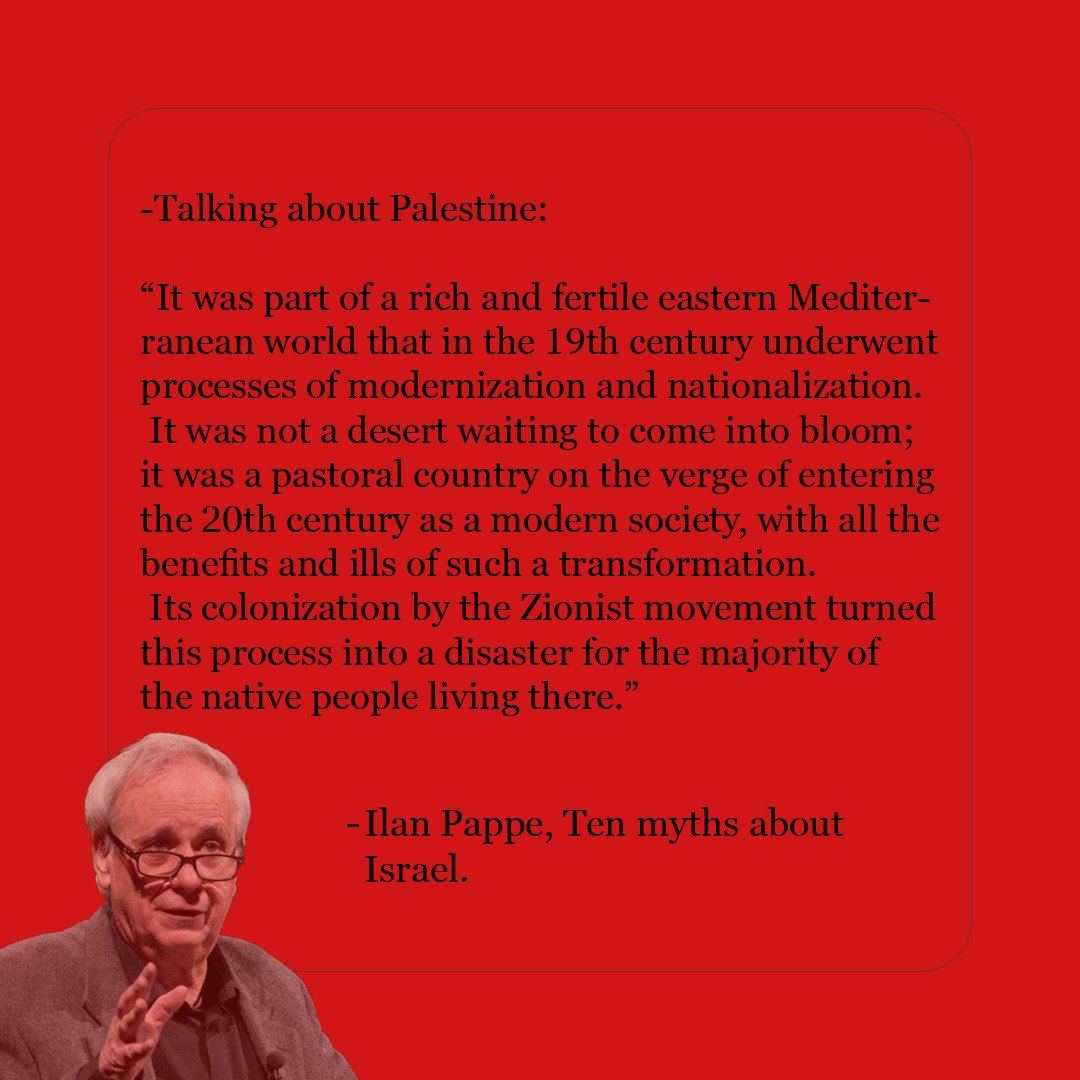 -Talking about Palestine:
“It was part of a rich and fertile eastern Mediter-
ranean world that in the 19th century underwent
processes of modernization and nationalization.
It was not a desert waiting to come into bloom;
it was a pastoral country on the verge of entering
the 20th century as a modern society, with all the
benefits and ills of such a transformation.
Its colonization by the Zionist movement turned
this process into a disaster for the majority of
the native people living there.”
-Ilan Pappe, Ten myths about
Israel.